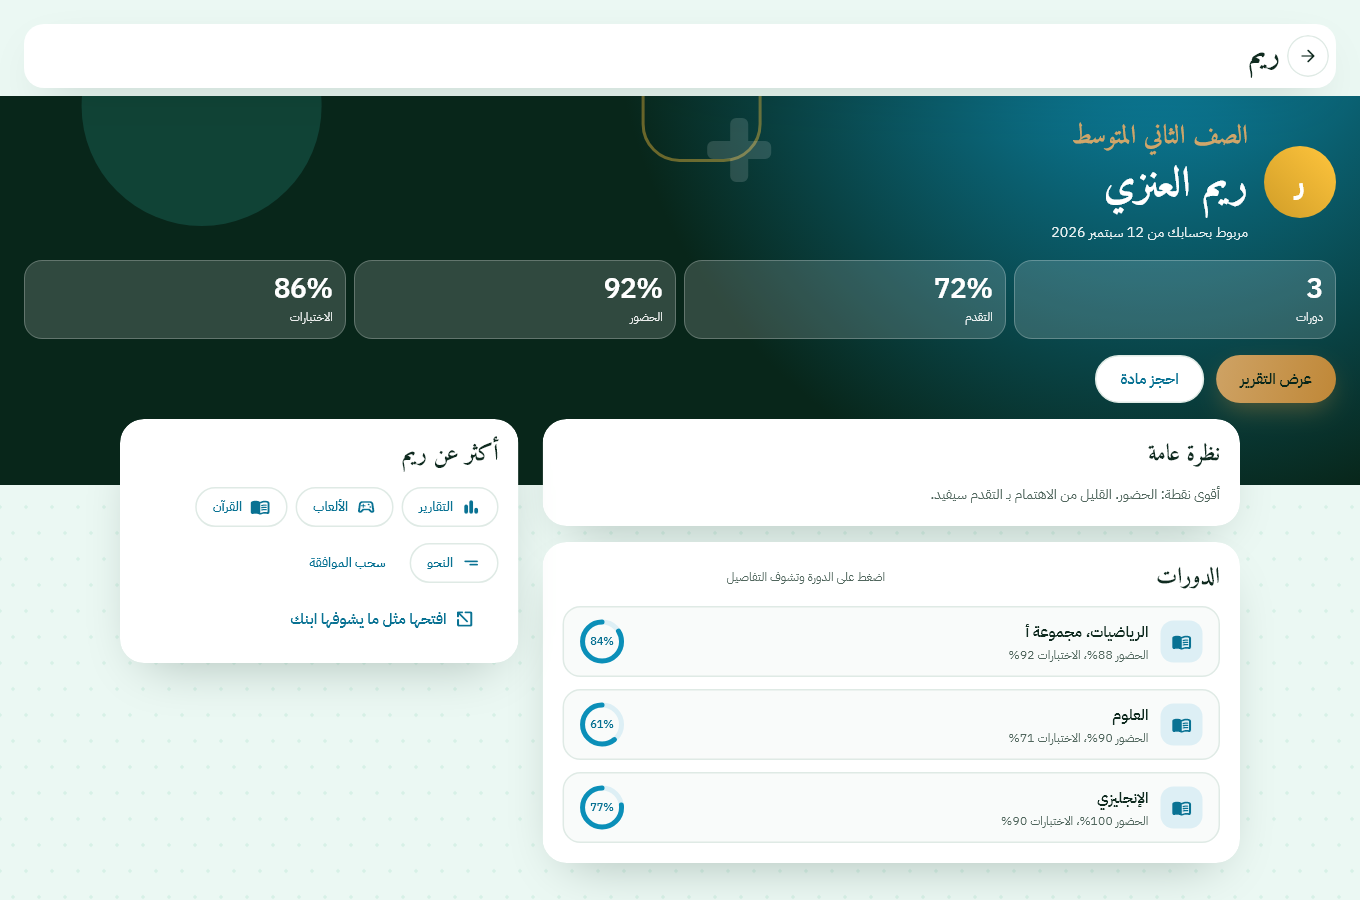 ريم
الصف الثاني المتوسط
ر
ريم العنزي
مربوط بحسابك من 12 سبتمبر 2026
3
دورات
72%
التقدم
92%
الحضور
86%
الاختبارات
عرض التقرير
احجز مادة
نظرة عامة
أقوى نقطة: الحضور. القليل من الاهتمام بـ التقدم سيفيد.
الدورات
اضغط على الدورة وتشوف التفاصيل
الرياضيات، مجموعة أ
الحضور 88%، الاختبارات 92%
84%
العلوم
الحضور 90%، الاختبارات 71%
61%
الإنجليزي
الحضور 100%، الاختبارات 90%
77%
أكثر عن ريم
التقارير
الألعاب
القرآن
النحو
سحب الموافقة
افتحها مثل ما يشوفها ابنك